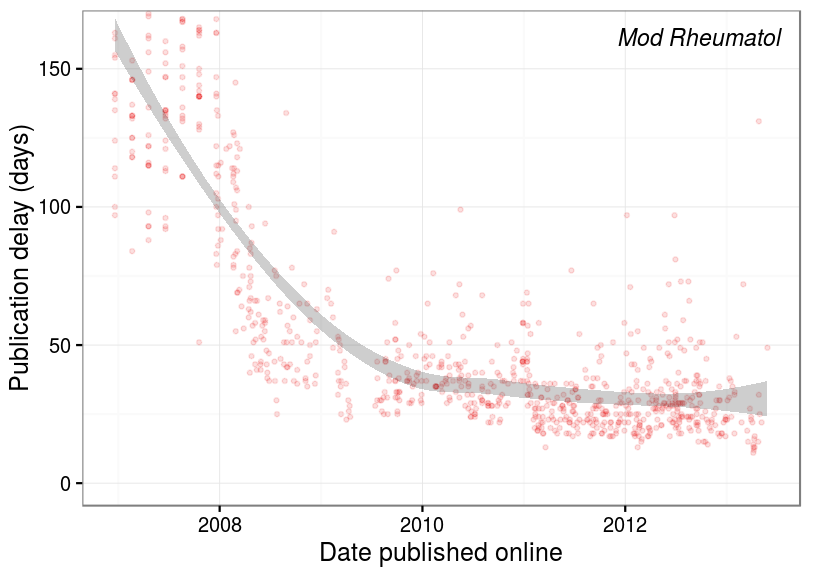 Mod Rheumatol
Publication delay (days)
150
100
50
0
2008 2010 2012
Date published online